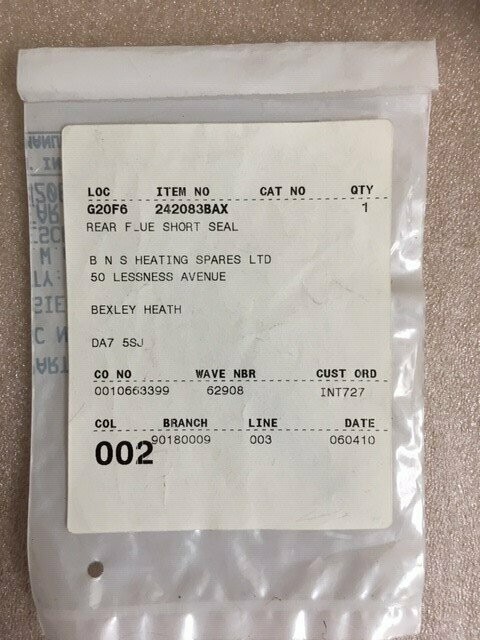 LOC ITEM NO CAT NO QTY
G20F6 242083BAX 1
REAR F_UE SHORT SEAL
B N S HEATING SPARES LTD
50 LESSNESS AVENUE
BEXLEY HEATH
DA7 5SJ
CO NO WAVE NBR CUST ORD
0010663399 62908 INT727
COL BRANCH LINE DATE
002 90180009 003 060410